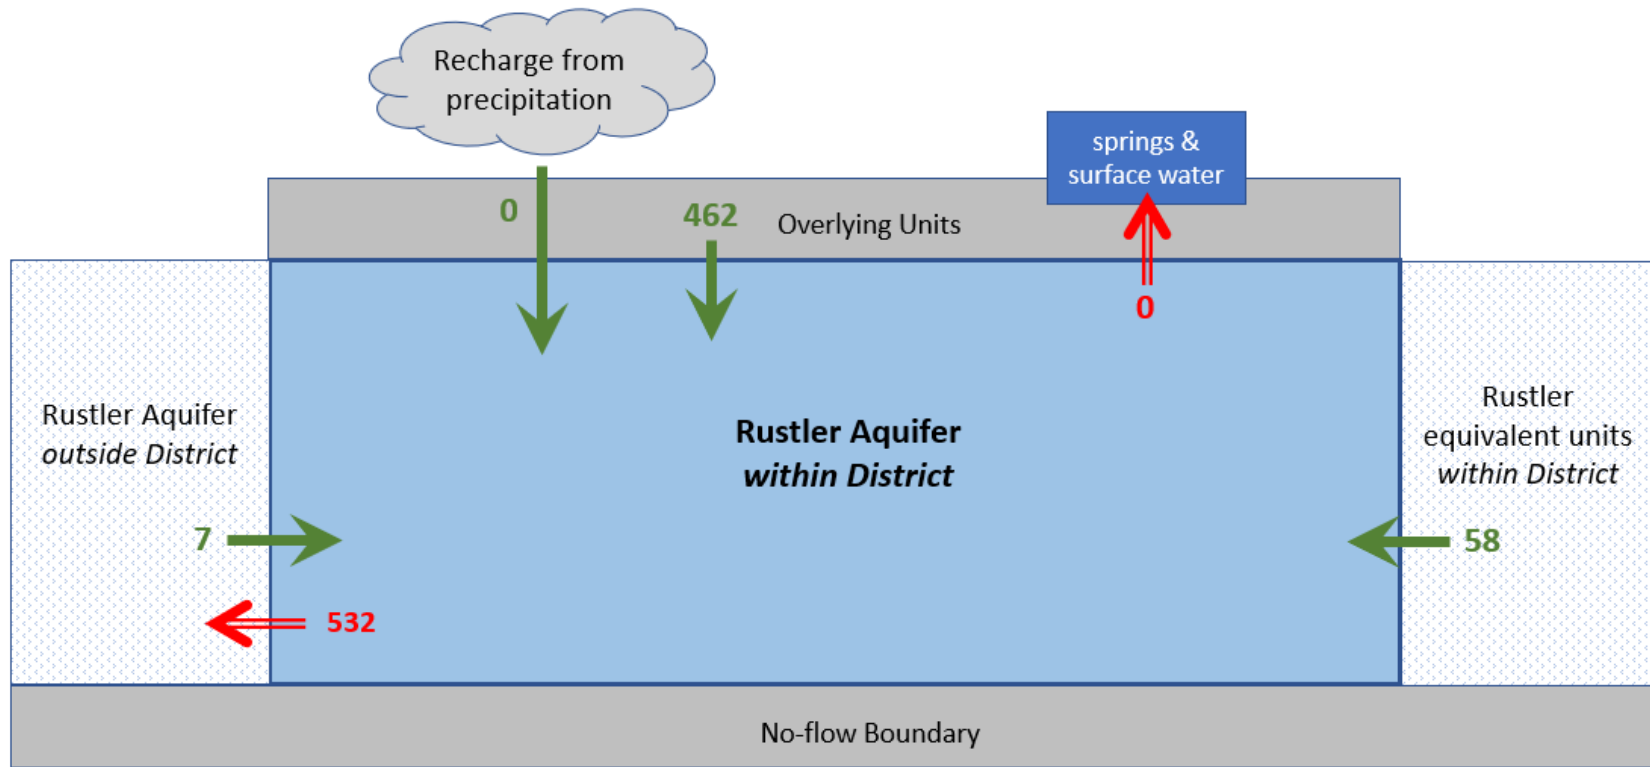 Recharge from
precipitation
springs &
surface water
0
462
Overlying Units
0
Rustler Aquifer
outside District
Rustler Aquifer
within District
Rustler
equivalent units
within District
7
58
532
No-flow Boundary